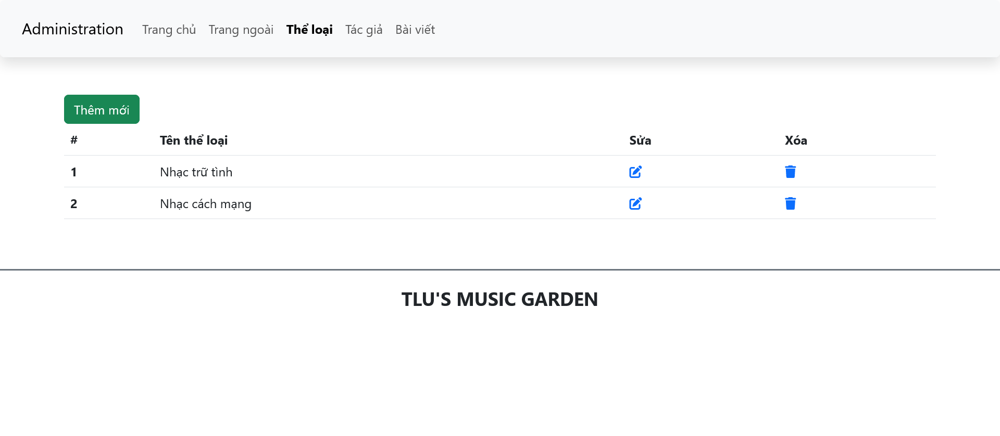 Administration Trang chủ Trang ngoài Thể loại Tác giả Bài viết
Thêm mới
# Tên thể loại Sửa Xóa
1 Nhạc trữ tình
2 Nhạc cách mạng
TLU'S MUSIC GARDEN